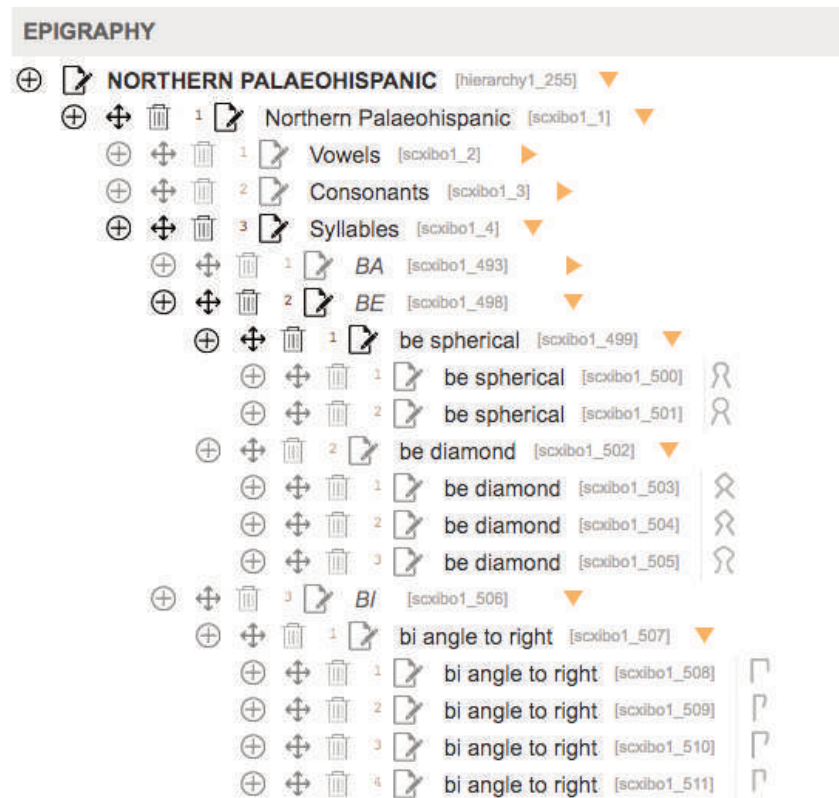 EPIGRAPHY
NORTHERN PALAEOHISPANIC [hierarchy1_255]
1 Northern Palaeohispanic [scxibo1_1]
1 Vowels [scxibo1_2]
2 Consonants [scxibo1_3]
3 Syllables [scxibo1_4]
1 BA [scxibo1_493]
2 BE [scxibo1_498]
1 be spherical [scxibo1_499]
1 be spherical [scxibo1_500]
2 be spherical [scxibo1_501]
2 be diamond [scxibo1_502]
1 be diamond [scxibo1_503]
2 be diamond [scxibo1_504]
3 be diamond [scxibo1_505]
3 BI [scxibo1_506]
1 bi angle to right [scxibo1_507]
1 bi angle to right [scxibo1_508]
2 bi angle to right [scxibo1_509]
3 bi angle to right [scxibo1_510]
4 bi angle to right [scxibo1_511]